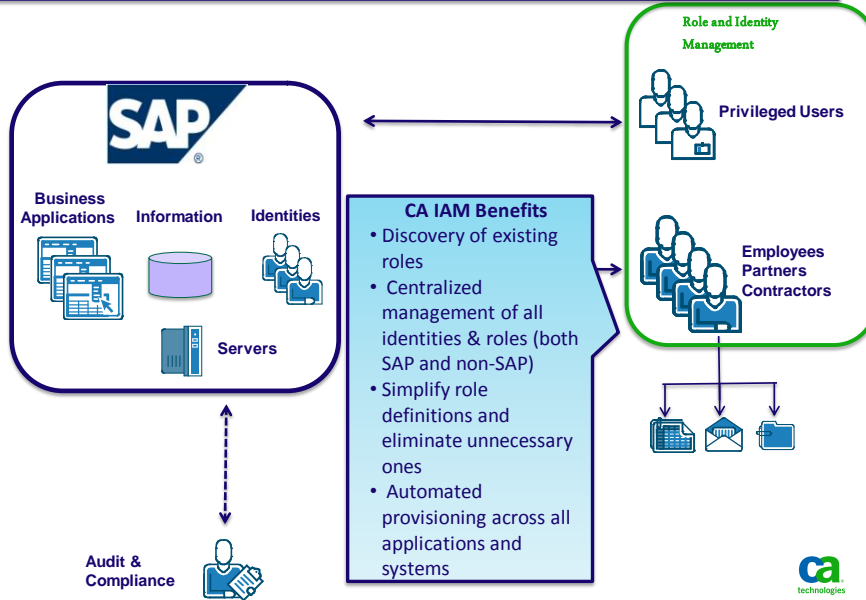 Role and Identity
Management
SAP
®
Privileged Users
Business
Applications
Information
Identities
Servers
CA IAM Benefits
• Discovery of existing
roles
• Centralized
management of all
identities & roles (both
SAP and non-SAP)
• Simplify role
definitions and
eliminate unnecessary
ones
• Automated
provisioning across all
applications and
systems
Employees
Partners
Contractors
Audit &
Compliance
ca
technologies